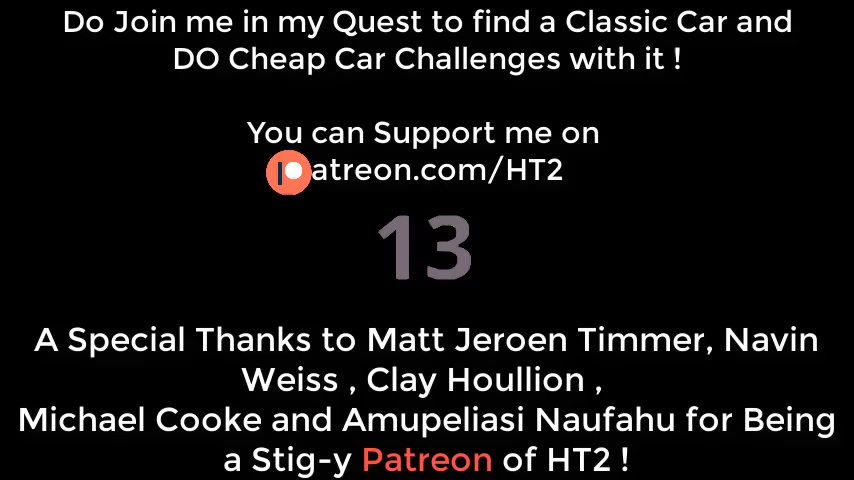 Do Join me in my Quest to find a Classic Car and
DO Cheap Car Challenges with it !
You can Support me on
Patreon.com/HT2
13
A Special Thanks to Matt Jeroen Timmer, Navin
Weiss , Clay Houllion ,
Michael Cooke and Amupeliasi Naufahu for Being
a Stig-y Patreon of HT2 !